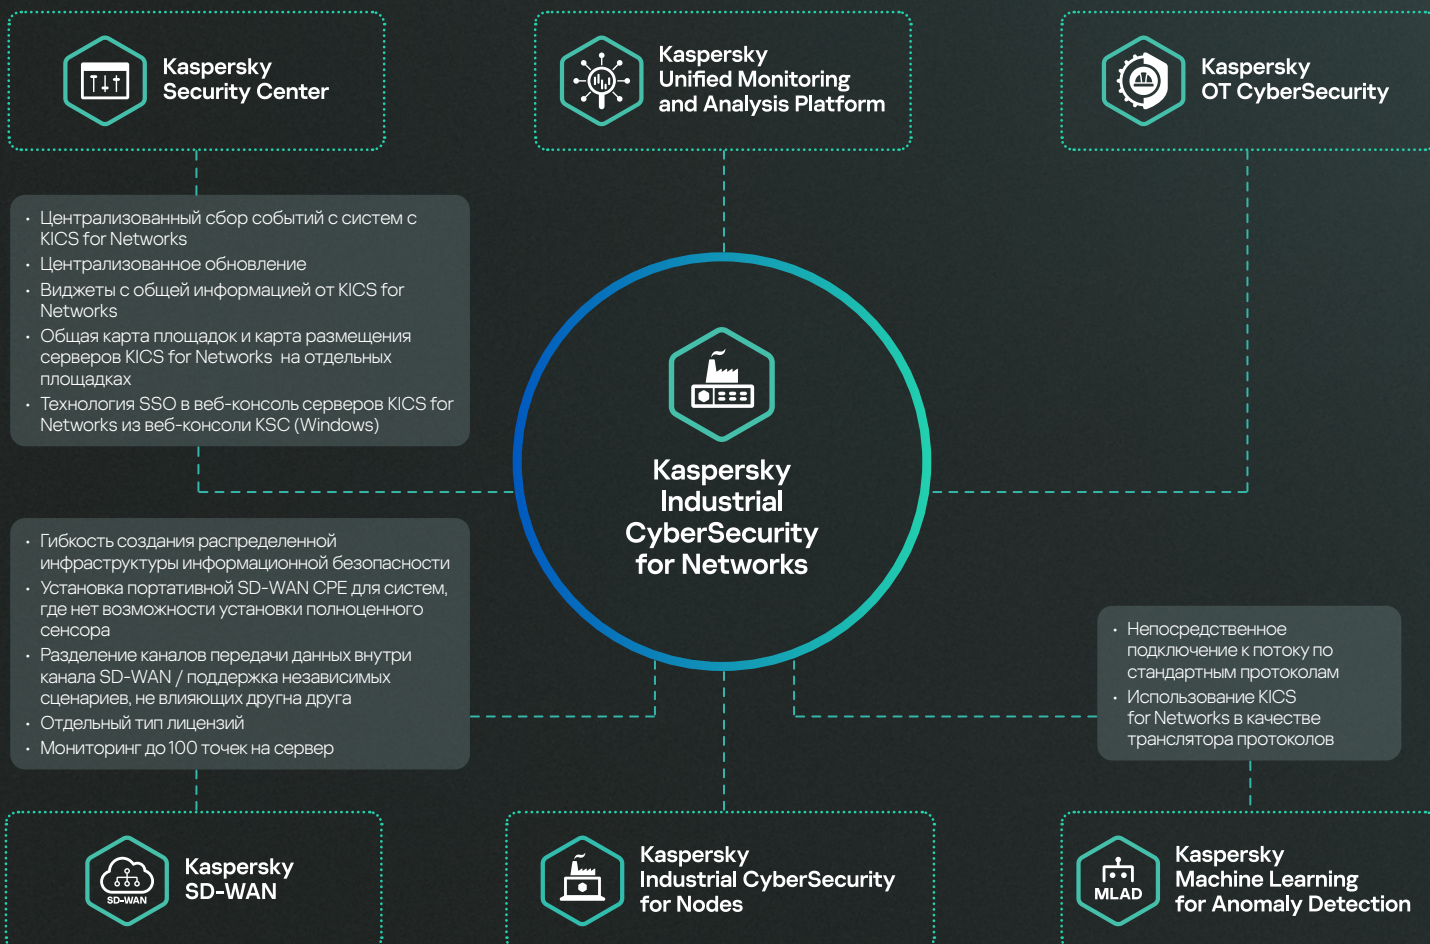 Kaspersky
Security Center
Kaspersky
Unified Monitoring
and Analysis Platform
Kaspersky
OT CyberSecurity
• Централизованный сбор событий с систем с
KICS for Networks
• Централизованное обновление
• Виджеты с общей информацией от KICS for
Networks
• Общая карта площадок и карта размещения
серверов KICS for Networks на отдельных
площадках
• Технология SSO в веб-консоль серверов KICS for
Networks из веб-консоли KSC (Windows)
Kaspersky
Industrial
CyberSecurity
for Networks
• Гибкость создания распределенной
инфраструктуры информационной безопасности
• Установка портативной SD-WAN CPE для систем,
где нет возможности установки полноценного
сенсора
• Разделение каналов передачи данных внутри
канала SD-WAN / поддержка независимых
сценариев, не влияющих другна друга
• Отдельный тип лицензий
• Мониторинг до 100 точек на сервер
• Непосредственное
подключение к потоку по
стандартным протоколам
• Использование KICS
for Networks в качестве
транслятора протоколов
SD-WAN
Kaspersky
SD-WAN
Kaspersky
Industrial CyberSecurity
for Nodes
MLAD
Kaspersky
Machine Learning
for Anomaly Detection